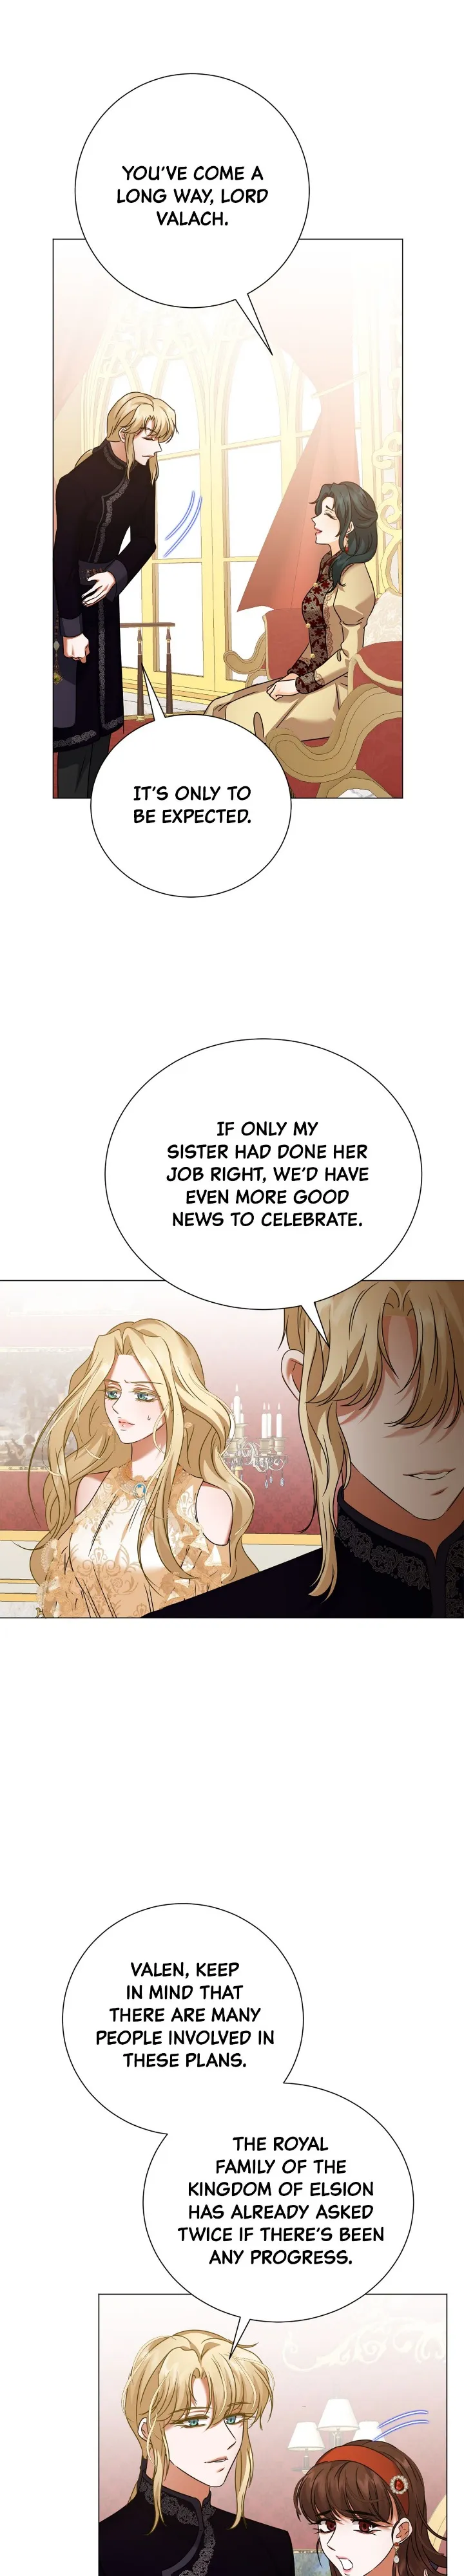 YOU'VE COME A
LONG WAY, LORD
VALACH.
IT'S ONLY TO
BE EXPECTED.
IF ONLY MY
SISTER HAD DONE HER
JOB RIGHT, WE'D HAVE
EVEN MORE GOOD
NEWS TO CELEBRATE.
VALEN, KEEP
IN MIND THAT
THERE ARE MANY
PEOPLE INVOLVED IN
THESE PLANS.
THE ROYAL
FAMILY OF THE
KINGDOM OF ELSION
HAS ALREADY ASKED
TWICE IF THERE'S BEEN
ANY PROGRESS.